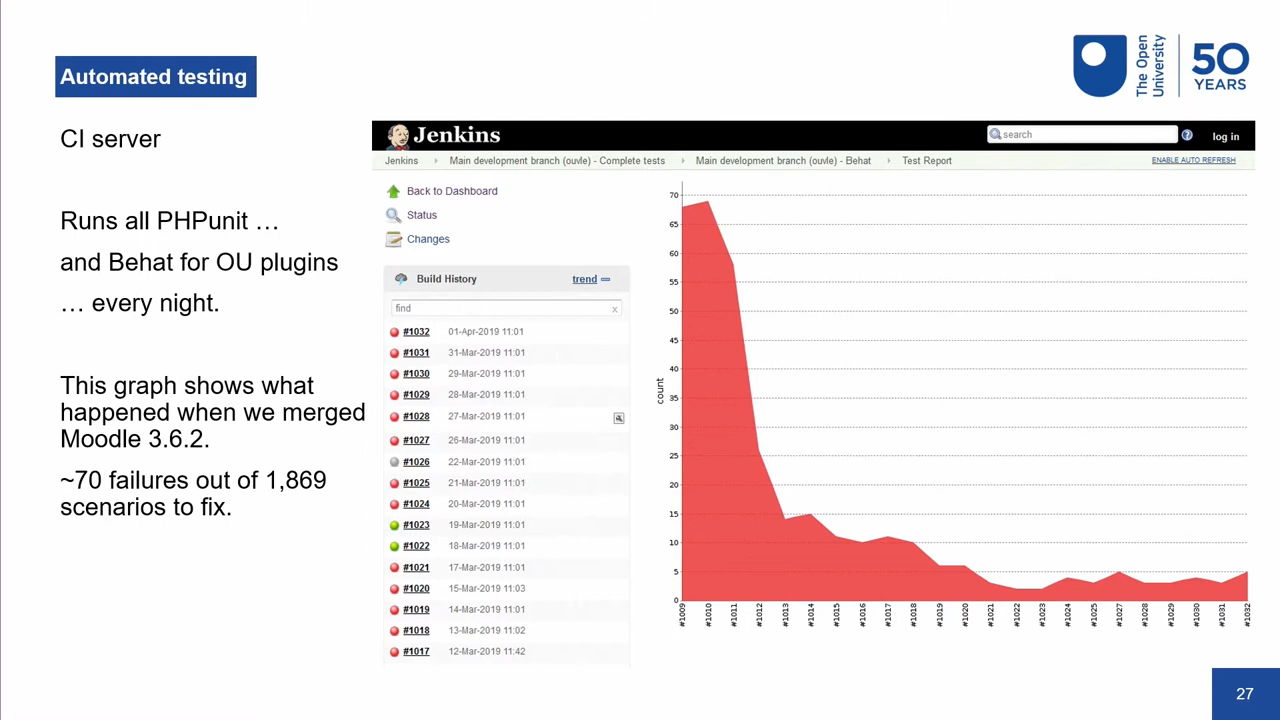 Automated testing
The Open
University
50
YEARS
CI server
Runs all PHPunit …
and Behat for OU plugins
… every night.
This graph shows what
happened when we merged
Moodle 3.6.2.
~70 failures out of 1,869
scenarios to fix.
Jenkins
search
?
log in
Jenkins Main development branch (ouvle) - Complete tests Main development branch (ouvle) - Behat Test Report
ENABLE AUTO REFRESH
Back to Dashboard
Status
Changes
Build History trend
find x
#1032 01-Apr-2019 11:01
#1031 31-Mar-2019 11:01
#1030 29-Mar-2019 11:01
#1029 28-Mar-2019 11:01
#1028 27-Mar-2019 11:01
#1027 26-Mar-2019 11:01
#1026 22-Mar-2019 11:01
#1025 21-Mar-2019 11:01
#1024 20-Mar-2019 11:01
#1023 19-Mar-2019 11:01
#1022 18-Mar-2019 11:01
#1021 17-Mar-2019 11:01
#1020 15-Mar-2019 11:03
#1019 14-Mar-2019 11:01
#1018 13-Mar-2019 11:02
#1017 12-Mar-2019 11:42
count
70
65
60
55
50
45
40
35
30
25
20
15
10
5
0
#1009 #1010 #1011 #1012 #1013 #1014 #1015 #1016 #1017 #1018 #1019 #1020 #1021 #1022 #1023 #1024 #1025 #1027 #1028 #1029 #1030 #1031 #1032
27